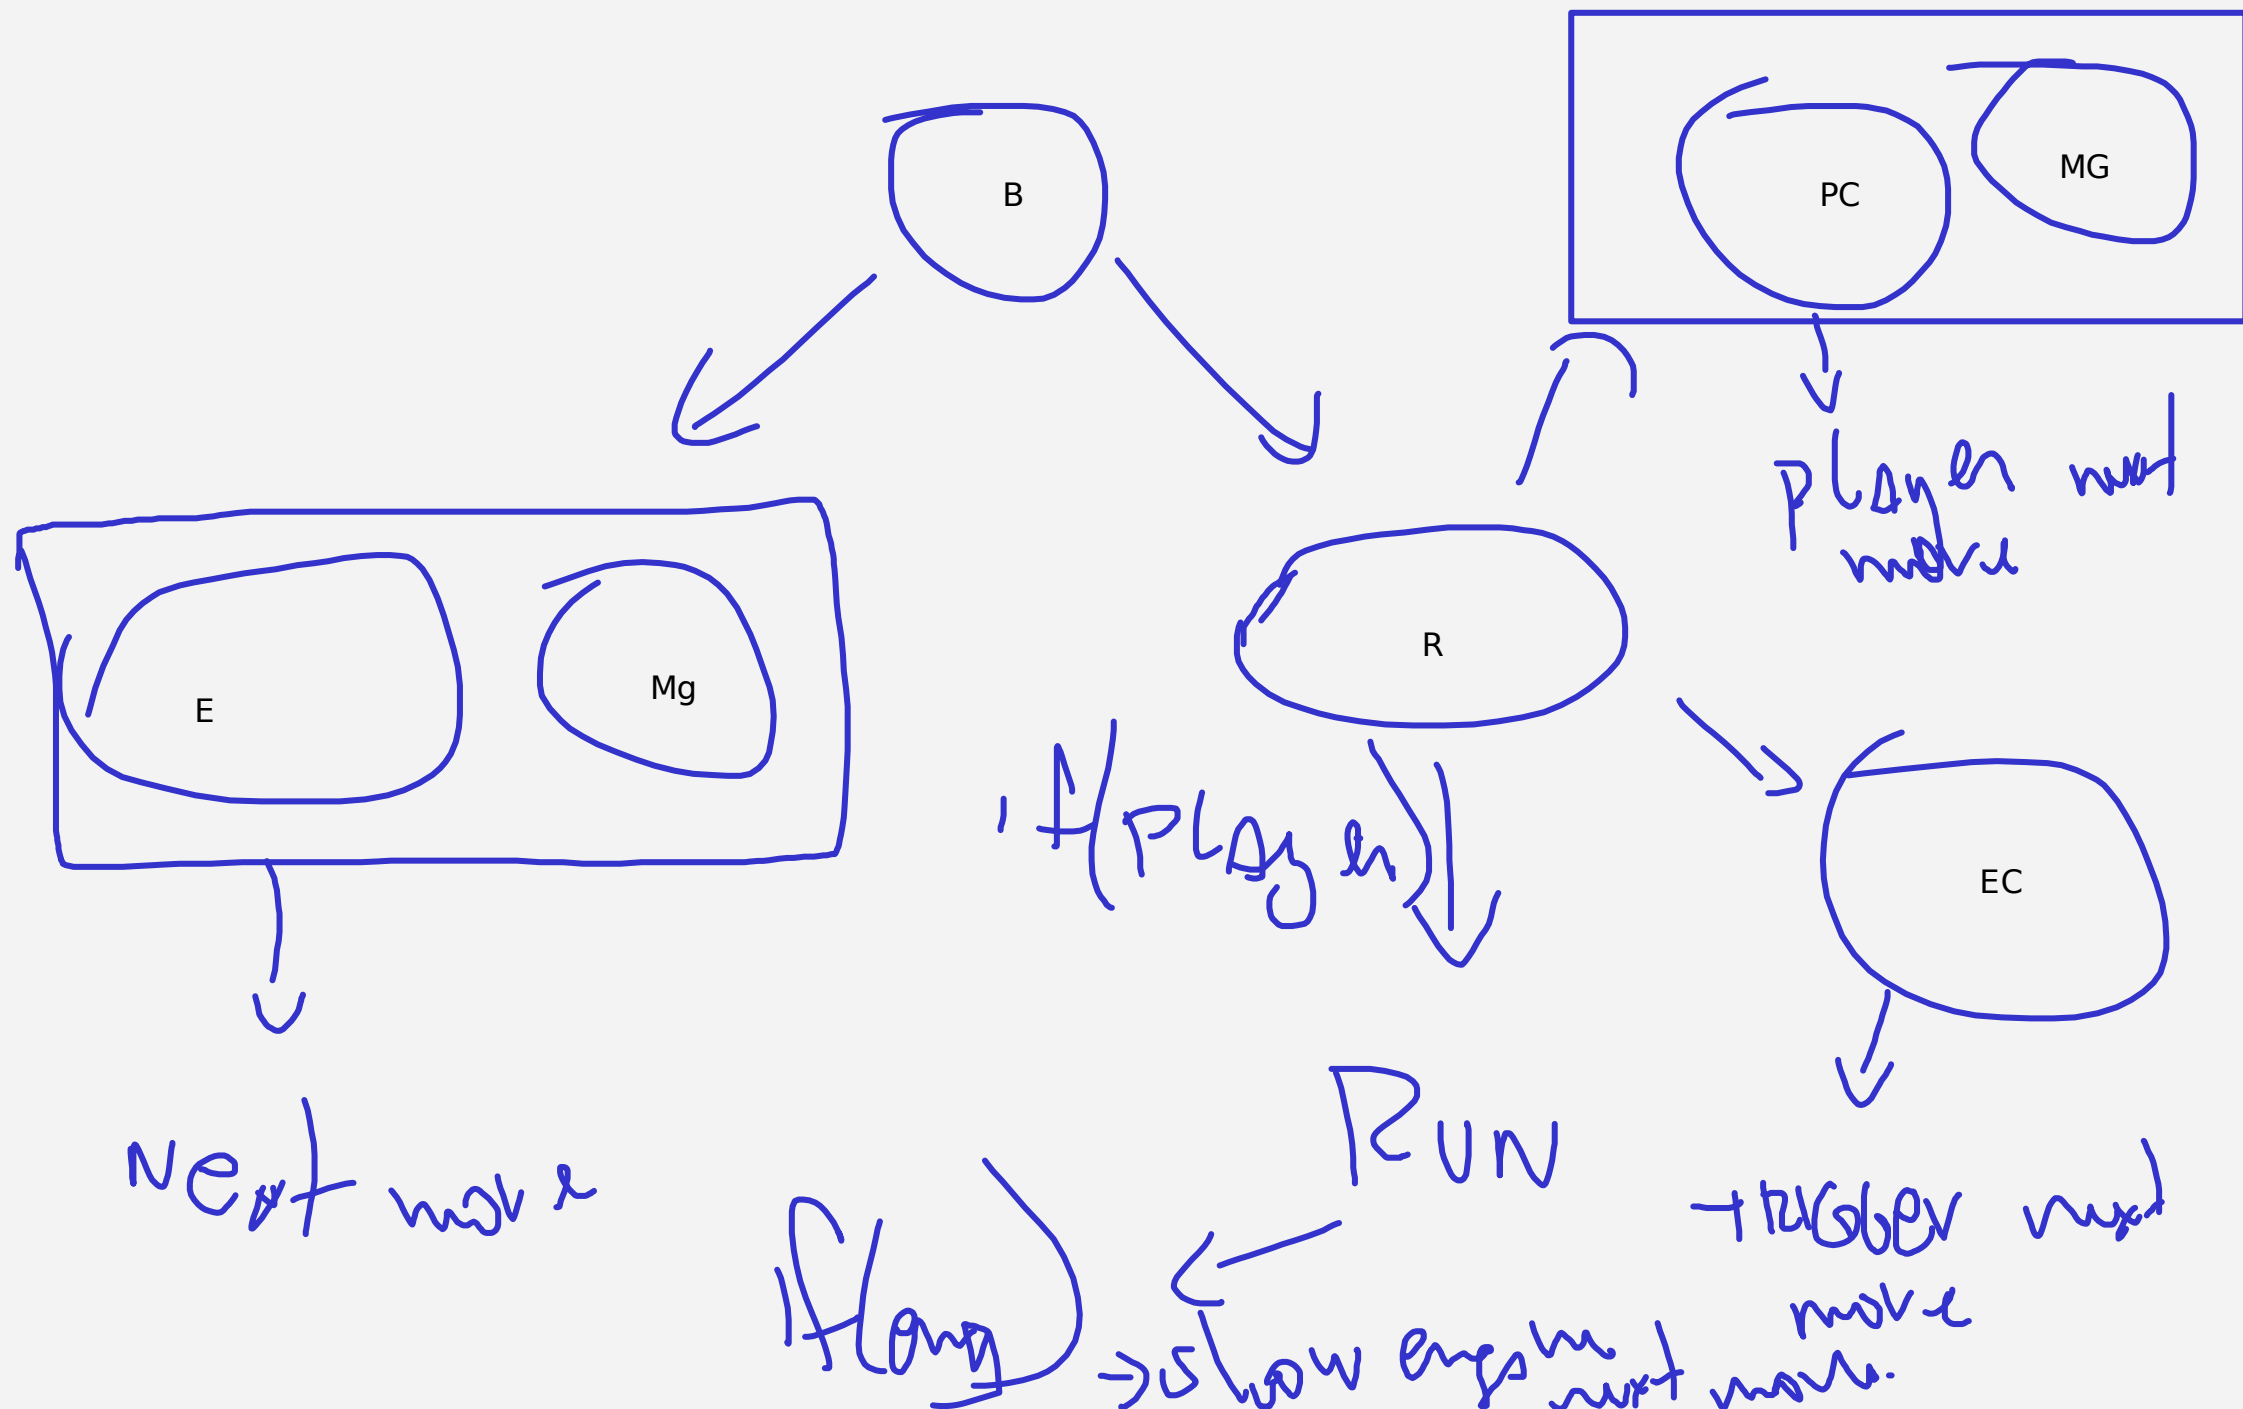 B
PC
MG
player next
move
E
Mg
R
if(player)
EC
RUN
Next move
if(
→ show engine
next move.
trigger next
move